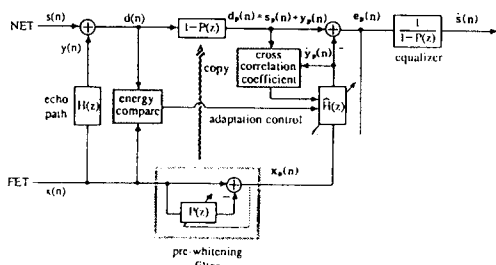 NET s(n) d(n) 1-P(z) d_p(n) = s_p(n) + y_p(n) e_p(n) 1 / 1-P(z) ŝ(n)
y(n)
equalizer
copy
cross correlation coefficient
ŷ_p(n)
-
echo path
H(z)
energy compare
adaptation control
Ĥ(z)
FET x(n)
x_p(n)
P(z)
-
pre-whitening
filter